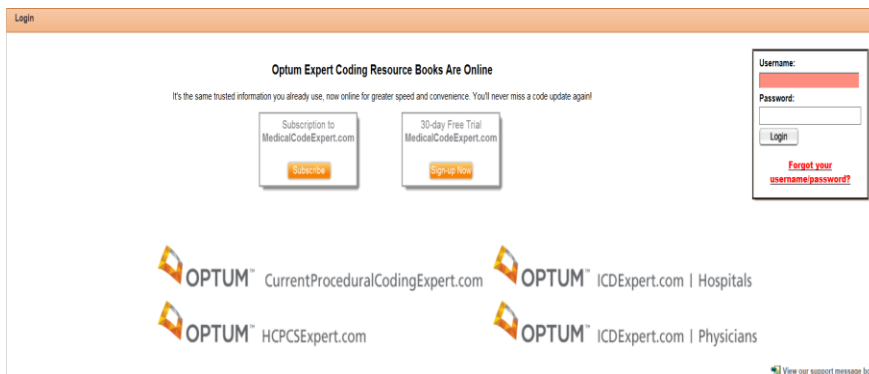 Login
Optum Expert Coding Resource Books Are Online
It's the same trusted information you already use, now online for greater speed and convenience. You'll never miss a code update again!
Subscription to
MedicalCodeExpert.com
Subscribe
30-day Free Trial
MedicalCodeExpert.com
Sign-up Now
Username:
Password:
Login
Forgot your
username/password?
OPTUM™ CurrentProceduralCodingExpert.com
OPTUM™ ICDExpert.com | Hospitals
OPTUM™ HCPCSExpert.com
OPTUM™ ICDExpert.com | Physicians
View our support message